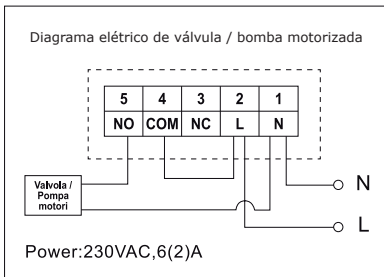 Diagrama elétrico de válvula / bomba motorizada
5 4 3 2 1
NO COM NC L N
Valvola /
Pompa
motori
N
L
Power:230VAC,6(2)A